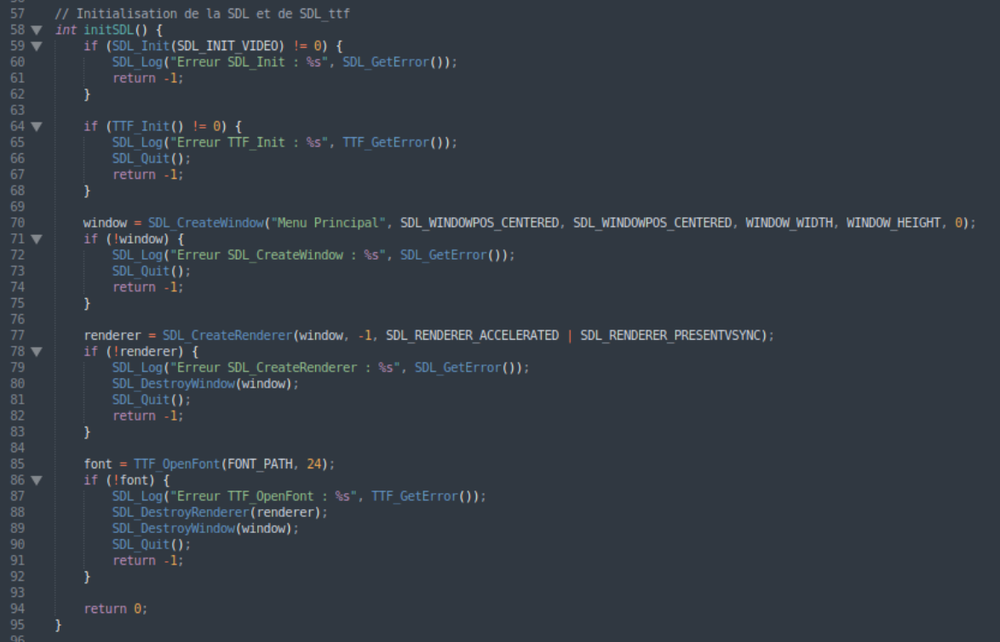 57 // Initialisation de la SDL et de SDL_ttf
58 ▼ int initSDL() {
59 ▼     if (SDL_Init(SDL_INIT_VIDEO) != 0) {
60         SDL_Log("Erreur SDL_Init : %s", SDL_GetError());
61         return -1;
62     }
63
64 ▼     if (TTF_Init() != 0) {
65         SDL_Log("Erreur TTF_Init : %s", TTF_GetError());
66         SDL_Quit();
67         return -1;
68     }
69
70     window = SDL_CreateWindow("Menu Principal", SDL_WINDOWPOS_CENTERED, SDL_WINDOWPOS_CENTERED, WINDOW_WIDTH, WINDOW_HEIGHT, 0);
71 ▼     if (!window) {
72         SDL_Log("Erreur SDL_CreateWindow : %s", SDL_GetError());
73         SDL_Quit();
74         return -1;
75     }
76
77     renderer = SDL_CreateRenderer(window, -1, SDL_RENDERER_ACCELERATED | SDL_RENDERER_PRESENTVSYNC);
78 ▼     if (!renderer) {
79         SDL_Log("Erreur SDL_CreateRenderer : %s", SDL_GetError());
80         SDL_DestroyWindow(window);
81         SDL_Quit();
82         return -1;
83     }
84
85     font = TTF_OpenFont(FONT_PATH, 24);
86 ▼     if (!font) {
87         SDL_Log("Erreur TTF_OpenFont : %s", TTF_GetError());
88         SDL_DestroyRenderer(renderer);
89         SDL_DestroyWindow(window);
90         SDL_Quit();
91         return -1;
92     }
93
94     return 0;
95 }
96